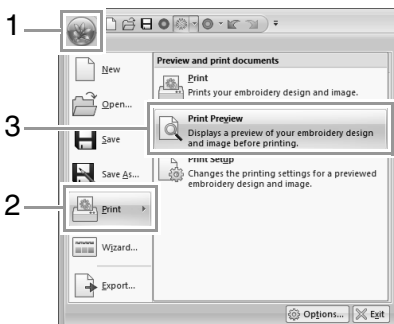 1
Preview and print documents
New
Print
Prints your embroidery design and image.
Open...
3
Print Preview
Displays a preview of your embroidery design
and image before printing.
Save
Print Setup
Changes the printing settings for a previewed
embroidery design and image.
Save As...
2
Print
Wizard...
Export...
Options...
Exit